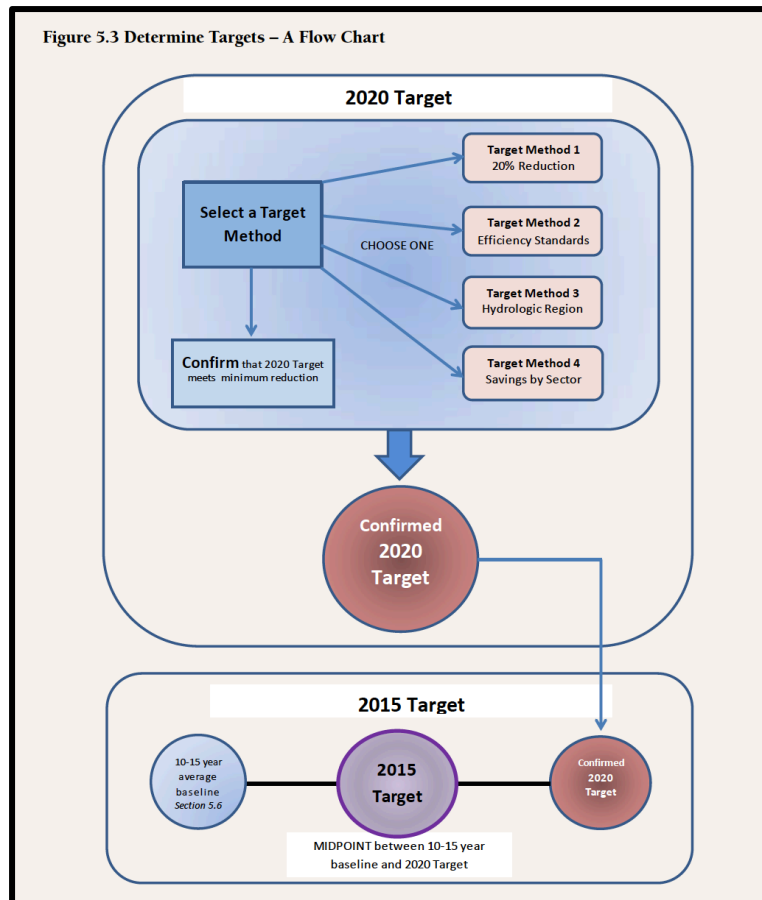 Figure 5.3 Determine Targets – A Flow Chart
2020 Target
Target Method 1
20% Reduction
Select a Target
Method
CHOOSE ONE
Target Method 2
Efficiency Standards
Target Method 3
Hydrologic Region
Confirm that 2020 Target
meets minimum reduction
Target Method 4
Savings by Sector
Confirmed
2020
Target
2015 Target
10-15 year
average
baseline
Section 5.6
2015
Target
Confirmed
2020
Target
MIDPOINT between 10-15 year
baseline and 2020 Target